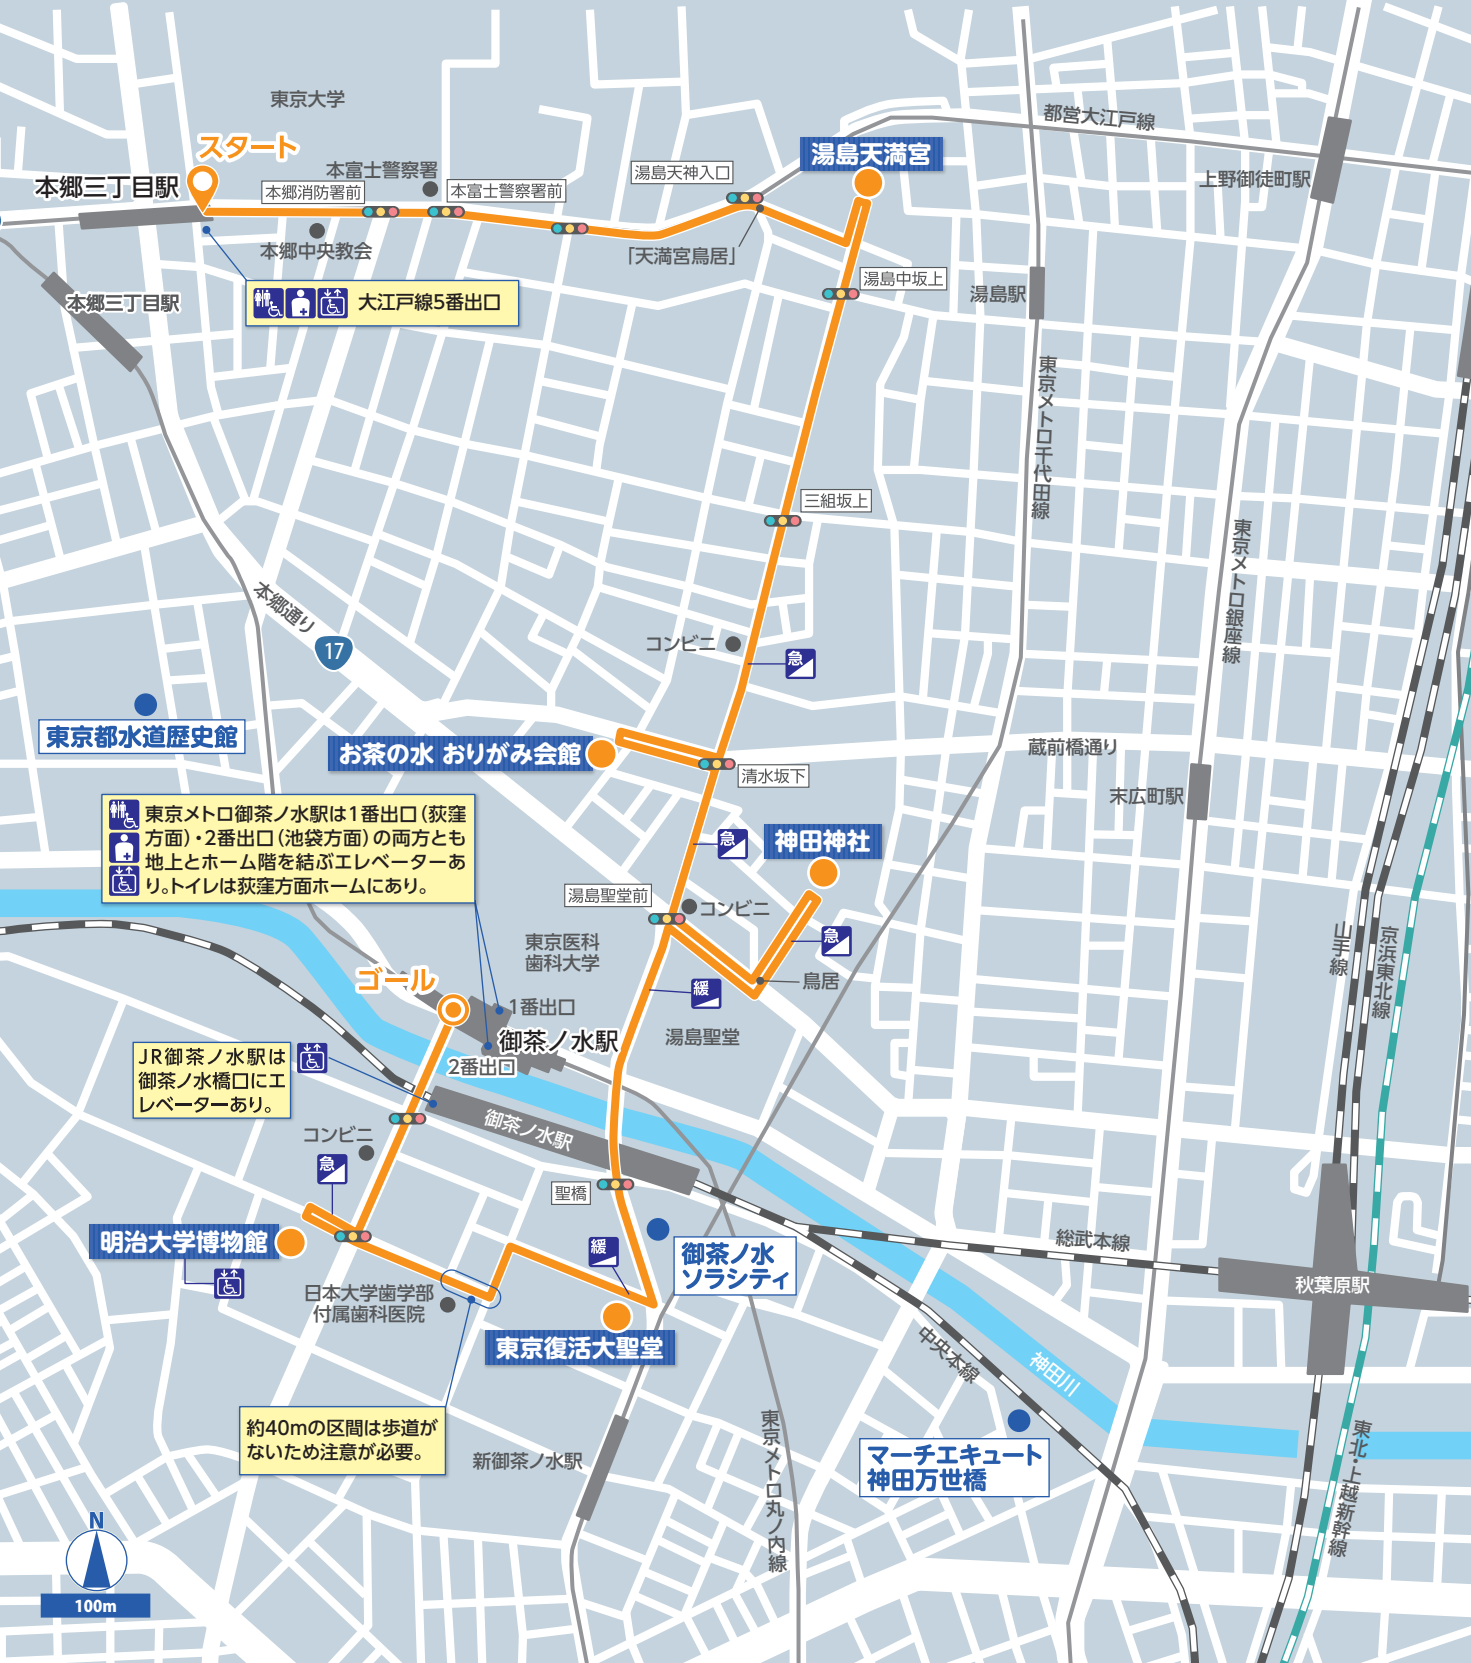 東京大学
スタート
本富士警察署
本郷三丁目駅
本郷消防署前
本富士警察署前
湯島天神入口
湯島天満宮
都営大江戸線
上野御徒町駅
本郷中央教会
「天満宮鳥居」
湯島中坂上
湯島駅
本郷三丁目駅
大江戸線5番出口
東京メトロ千代田線
三組坂上
東京メトロ銀座線
本郷通り
17
コンビニ
急
東京都水道歴史館
お茶の水 おりがみ会館
清水坂下
蔵前橋通り
末広町駅
東京メトロ御茶ノ水駅は1番出口(荻窪
方面)・2番出口(池袋方面)の両方とも
地上とホーム階を結ぶエレベーターあ
り。トイレは荻窪方面ホームにあり。
急
神田神社
湯島聖堂前
コンビニ
急
東京医科
歯科大学
鳥居
緩
山手線
京浜東北線
ゴール
1番出口
御茶ノ水駅
2番出口
湯島聖堂
JR御茶ノ水駅は
御茶ノ水橋口にエ
レベーターあり。
御茶ノ水駅
コンビニ
急
聖橋
明治大学博物館
緩
御茶ノ水
ソラシティ
総武本線
秋葉原駅
日本大学歯学部
付属歯科医院
東京復活大聖堂
中央本線
神田川
約40mの区間は歩道が
ないため注意が必要。
新御茶ノ水駅
東京メトロ丸ノ内線
マーチエキュート
神田万世橋
東北・上越新幹線
N
100m